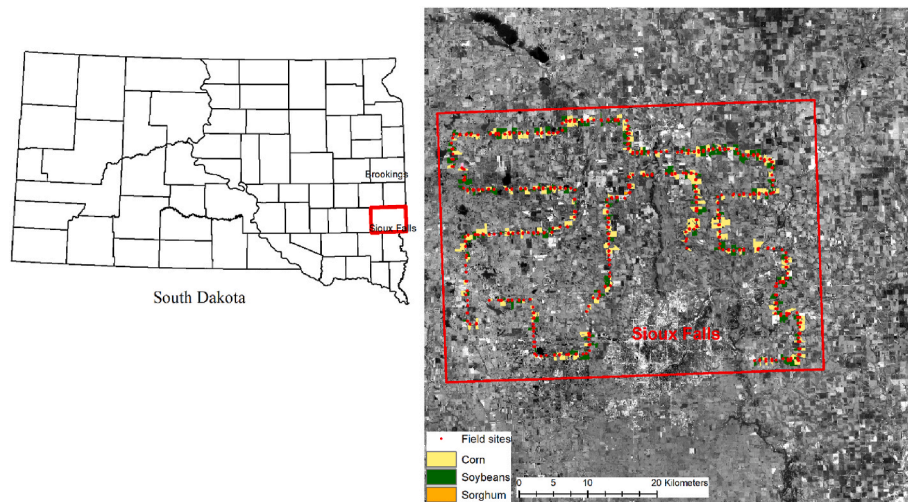 Brookings
Sioux Falls
South Dakota
Sioux Falls
Field sites
Corn
Soybeans
Sorghum
0 5 10 20 Kilometers